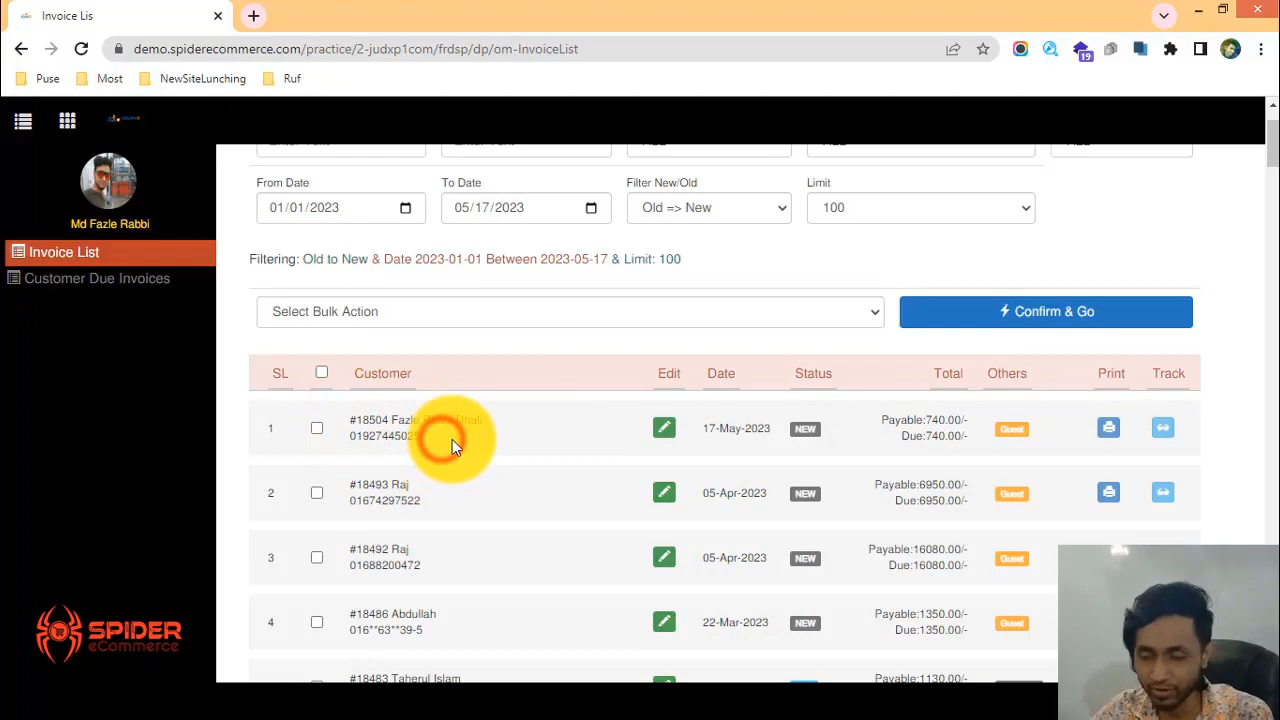 Invoice Lis
demo.spiderecommerce.com/practice/2-judxp1com/frdsp/dp/om-InvoiceList
19
Puse
Most
NewSiteLunching
Ruf
Md Fazle Rabbi
Invoice List
Customer Due Invoices
SPIDER
eCommerce
From Date
To Date
Filter New/Old
Limit
01/01/2023
05/17/2023
Old => New
100
Filtering: Old to New & Date 2023-01-01 Between 2023-05-17 & Limit: 100
Select Bulk Action
Confirm & Go
SL Customer Edit Date Status Total Others Print Track
1 #18504 Fazle Dhali 17-May-2023 NEW Payable:740.00/- Guest
Due:740.00/-
2 #18493 Raj 05-Apr-2023 NEW Payable:6950.00/- Guest
01674297522 Due:6950.00/-
3 #18492 Raj 05-Apr-2023 NEW Payable:16080.00/- Guest
01688200472 Due:16080.00/-
4 #18486 Abdullah 22-Mar-2023 NEW Payable:1350.00/- Guest
016**63**39-5 Due:1350.00/-
#18483 Taherul Islam Payable:1130.00/-